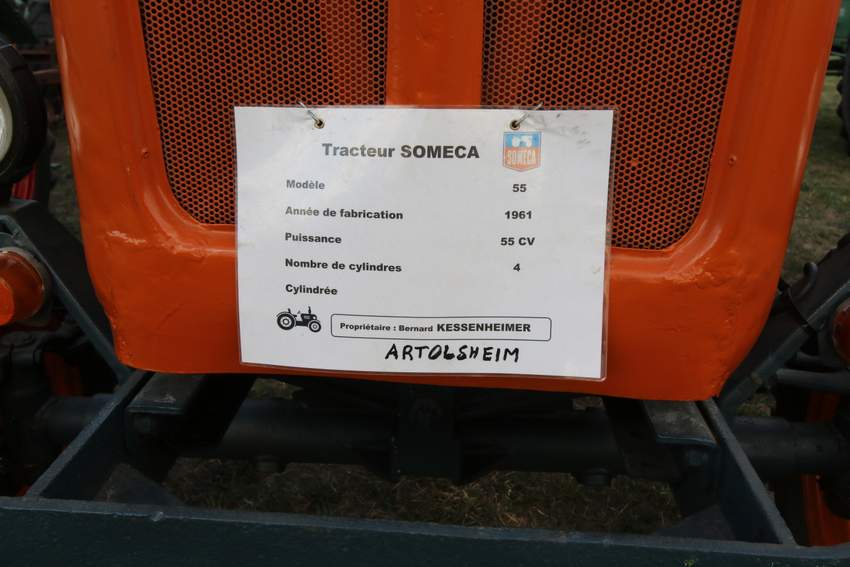 Tracteur SOMECA
SOMECA
Modèle 55
Année de fabrication 1961
Puissance 55 CV
Nombre de cylindres 4
Cylindrée
Propriétaire : Bernard KESSENHEIMER
ARTOLSHEIM